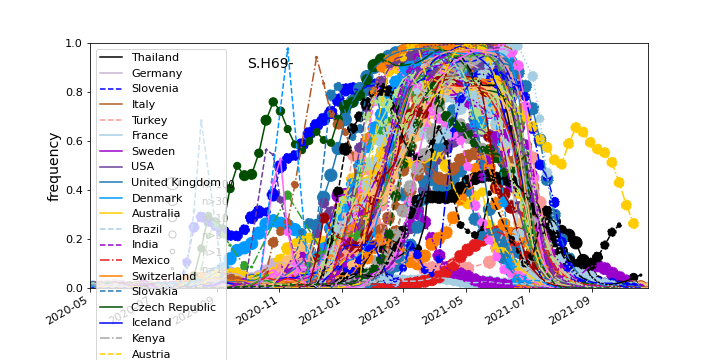 S.H69-
frequency
1.0
0.8
0.6
0.4
0.2
0.0
Thailand
Germany
Slovenia
Italy
Turkey
France
Sweden
USA
United Kingdom
Denmark
Australia
Brazil
India
Mexico
Switzerland
Slovakia
Czech Republic
Iceland
Kenya
Austria
2020-05
2020-11
2021-01
2021-03
2021-05
2021-07
2021-09